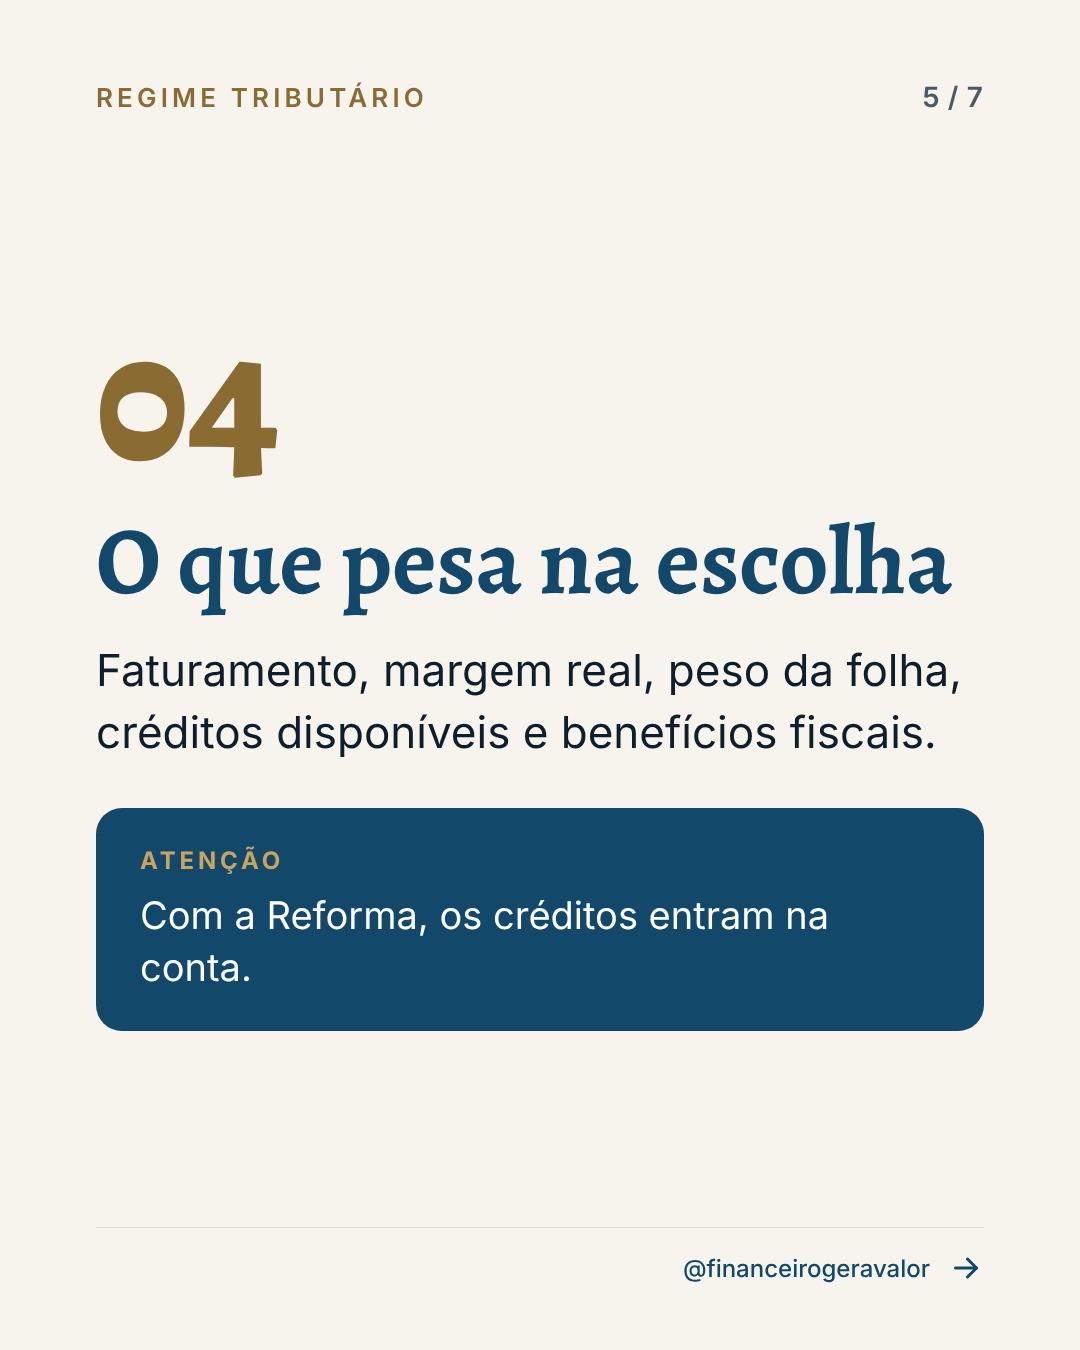 REGIME TRIBUTÁRIO
5 / 7
04
O que pesa na escolha
Faturamento, margem real, peso da folha,
créditos disponíveis e benefícios fiscais.
ATENÇÃO
Com a Reforma, os créditos entram na
conta.
@financeirogeravalor →